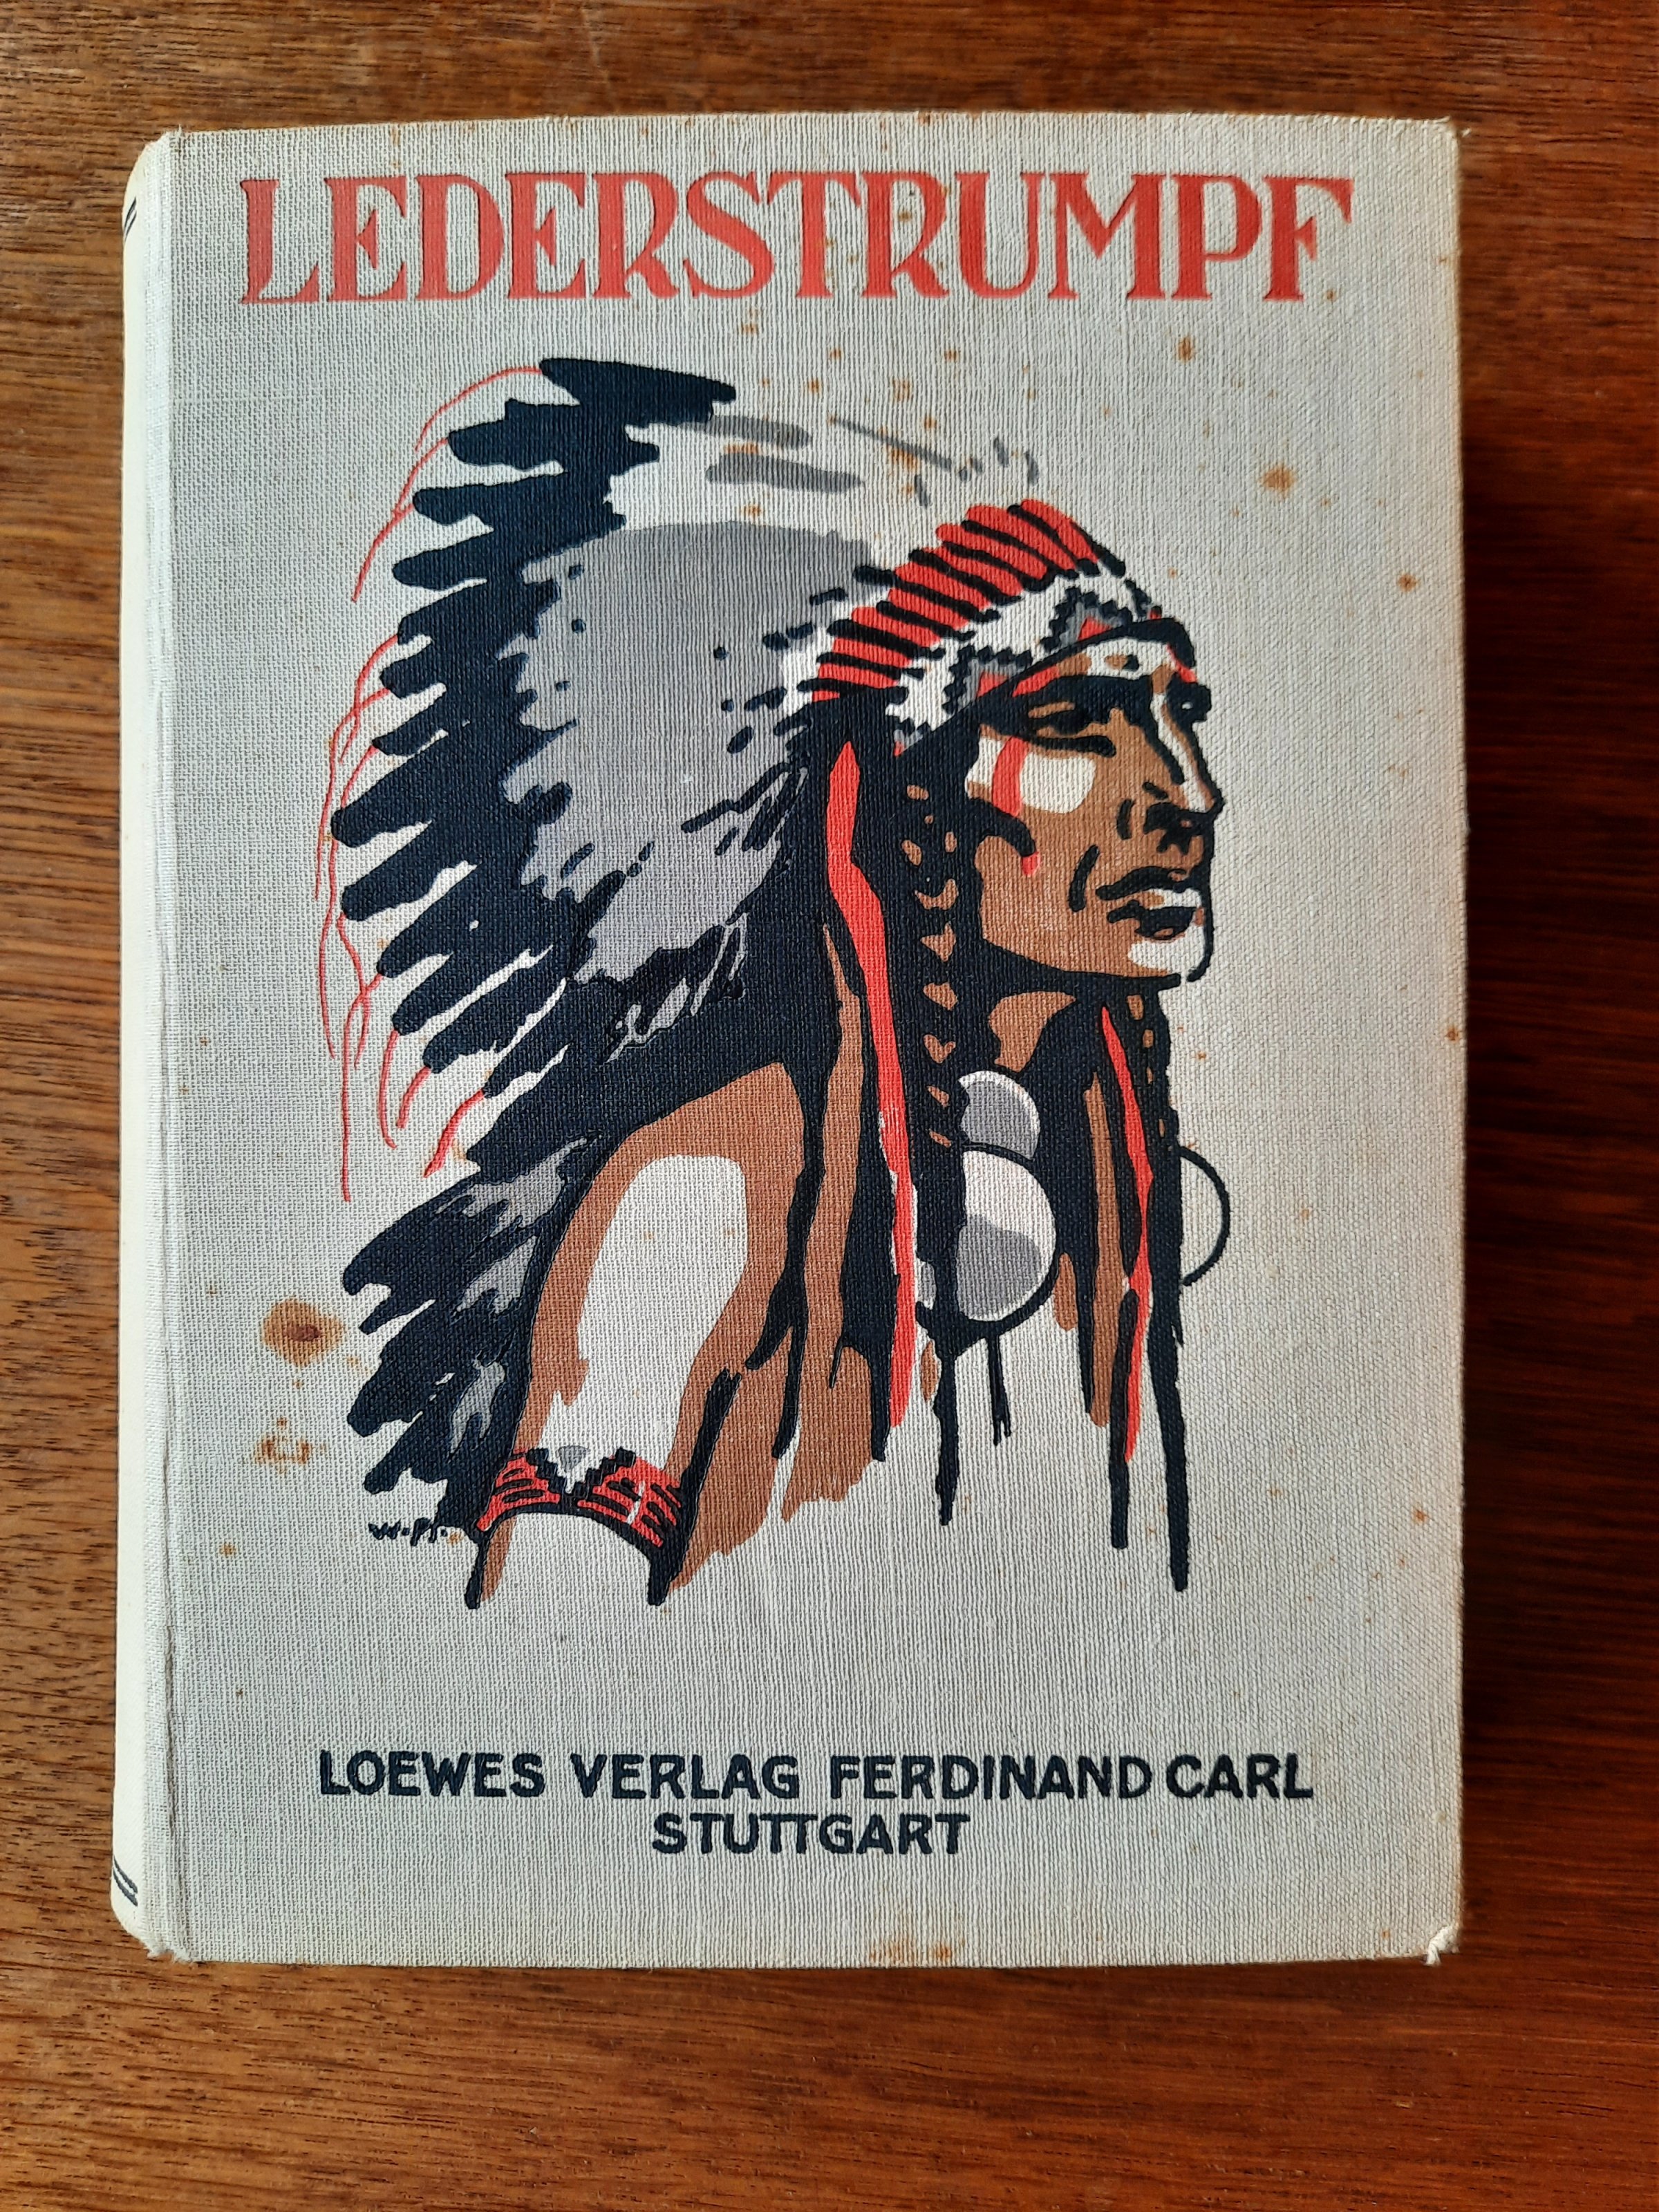 LEDERSTRUMPF
LOEWES VERLAG FERDINAND CARL
STUTTGART